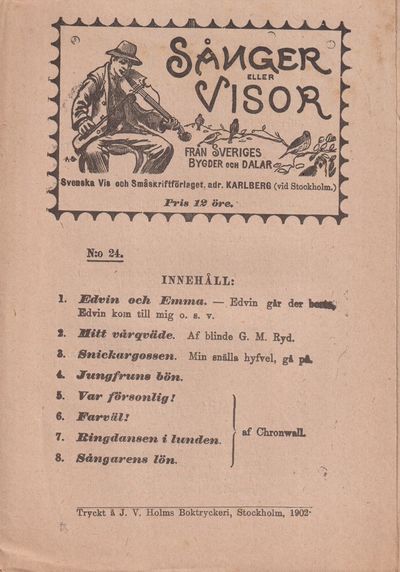 SÅNGER
ELLER
VISOR
FRÅN SVERIGES
BYGDER OCH DALAR
Svenska Vis och Småskriftförlaget, adr. KARLBERG (vid Stockholm.)
Pris 12 öre.
N:o 24.
INNEHÅLL:
1. Edvin och Emma. — Edvin går der borta,
Edvin kom till mig o. s. v.
2. Mitt vårqväde. Af blinde G. M. Ryd.
3. Snickargossen. Min snälla hyfvel, gå på.
4. Jungfruns bön.
5. Var försonlig!
6. Farväl!
7. Ringdansen i lunden.
8. Sångarens lön.
af Chronwall.
Tryckt å J. V. Holms Boktryckeri, Stockholm, 1902.